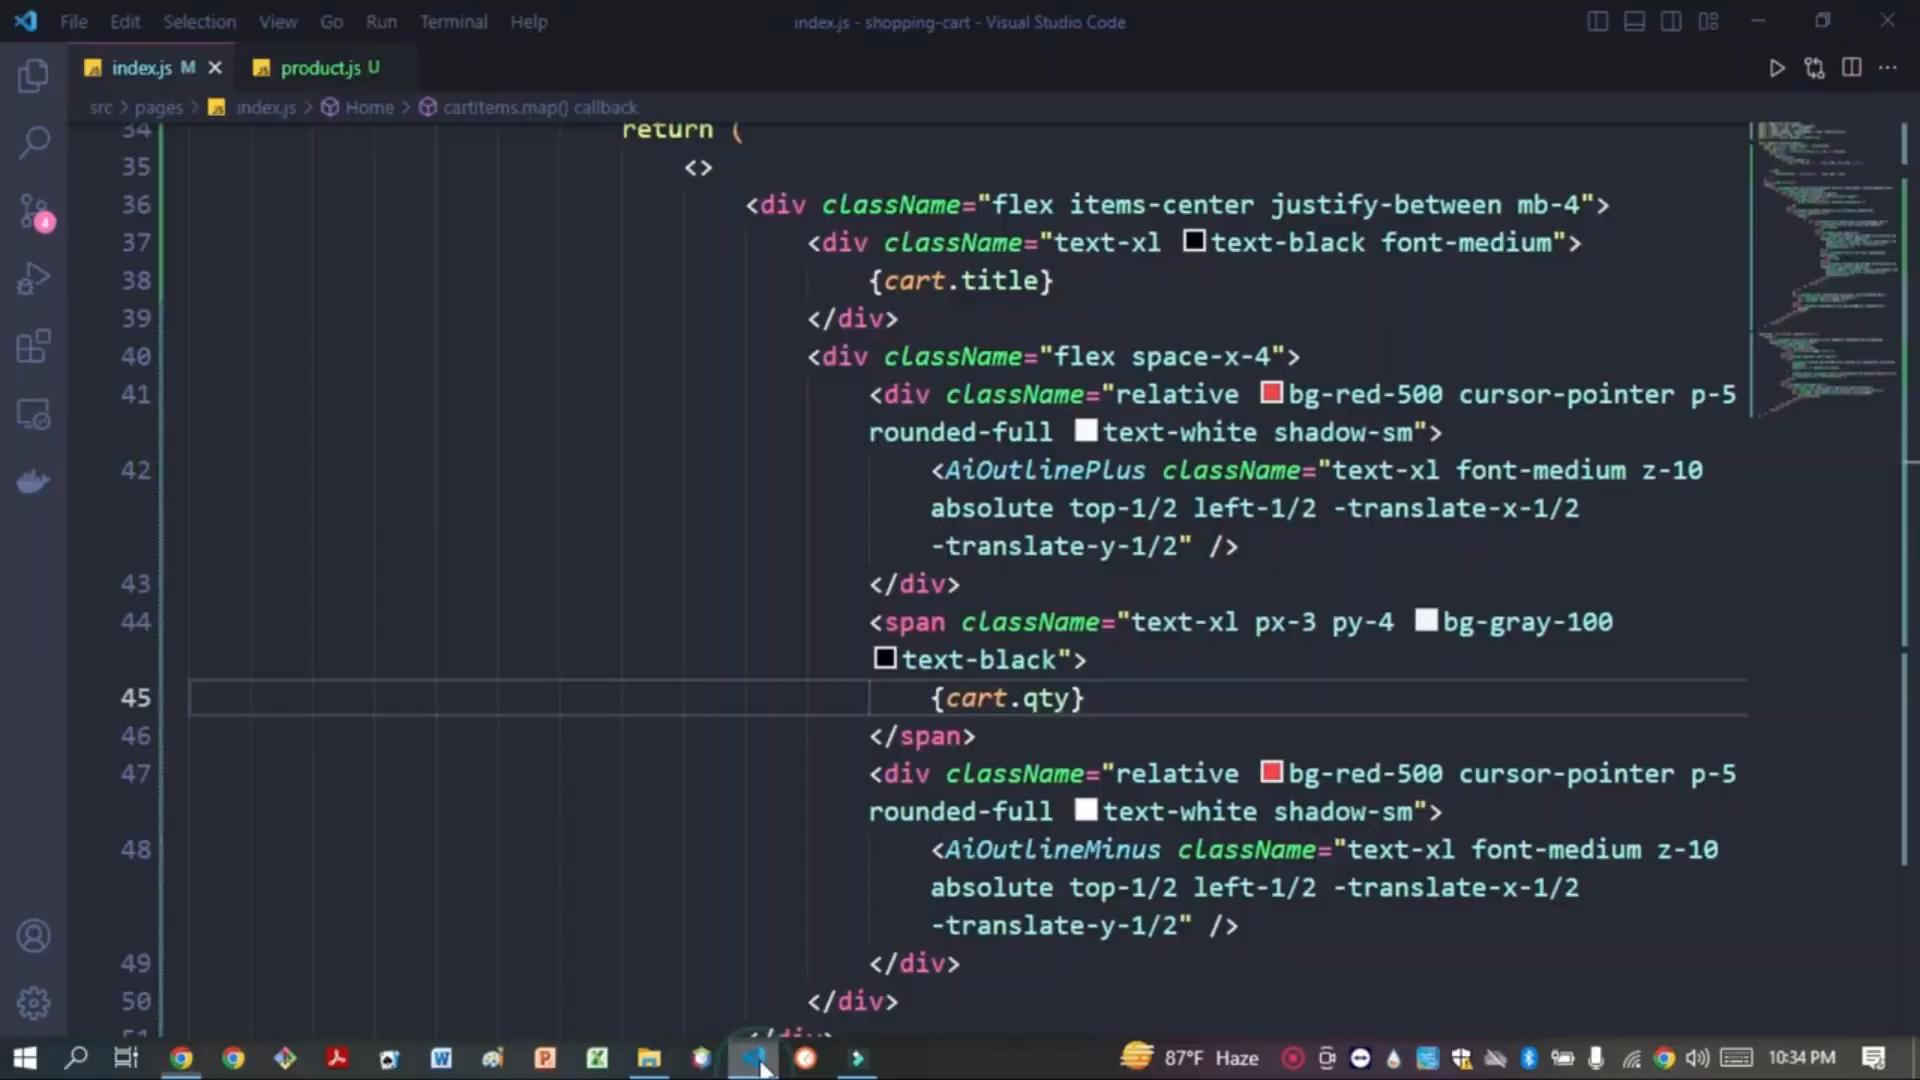 File Edit Selection View Go Run Terminal Help
index.js - shopping-cart - Visual Studio Code
index.js M
product.js U
src > pages > index.js > Home > cartItems.map() callback
34 return (
35 <>
36 <div className="flex items-center justify-between mb-4">
37 <div className="text-xl text-black font-medium">
38 {cart.title}
39 </div>
40 <div className="flex space-x-4">
41 <div className="relative bg-red-500 cursor-pointer p-5
rounded-full text-white shadow-sm">
42 <AiOutlinePlus className="text-xl font-medium z-10
absolute top-1/2 left-1/2 -translate-x-1/2
-translate-y-1/2" />
43 </div>
44 <span className="text-xl px-3 py-4 bg-gray-100
text-black">
45 {cart.qty}
46 </span>
47 <div className="relative bg-red-500 cursor-pointer p-5
rounded-full text-white shadow-sm">
48 <AiOutlineMinus className="text-xl font-medium z-10
absolute top-1/2 left-1/2 -translate-x-1/2
-translate-y-1/2" />
49 </div>
50 </div>
51 </div>
4
87°F Haze
10:34 PM